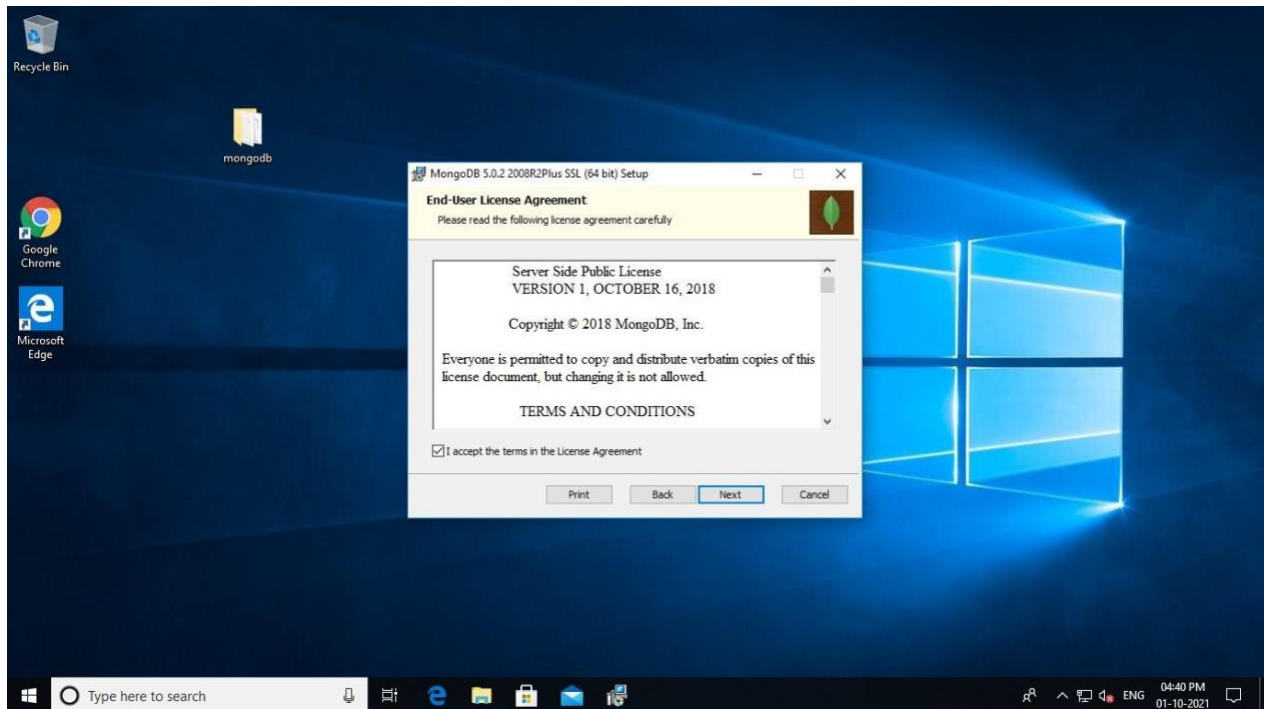 Recycle Bin
mongodb
Google
Chrome
Microsoft
Edge
MongoDB 5.0.2 2008R2Plus SSL (64 bit) Setup
End-User License Agreement
Please read the following license agreement carefully
Server Side Public License
VERSION 1, OCTOBER 16, 2018
Copyright © 2018 MongoDB, Inc.
Everyone is permitted to copy and distribute verbatim copies of this
license document, but changing it is not allowed.
TERMS AND CONDITIONS
I accept the terms in the License Agreement
Print Back Next Cancel
Type here to search
ENG
04:40 PM
01-10-2021